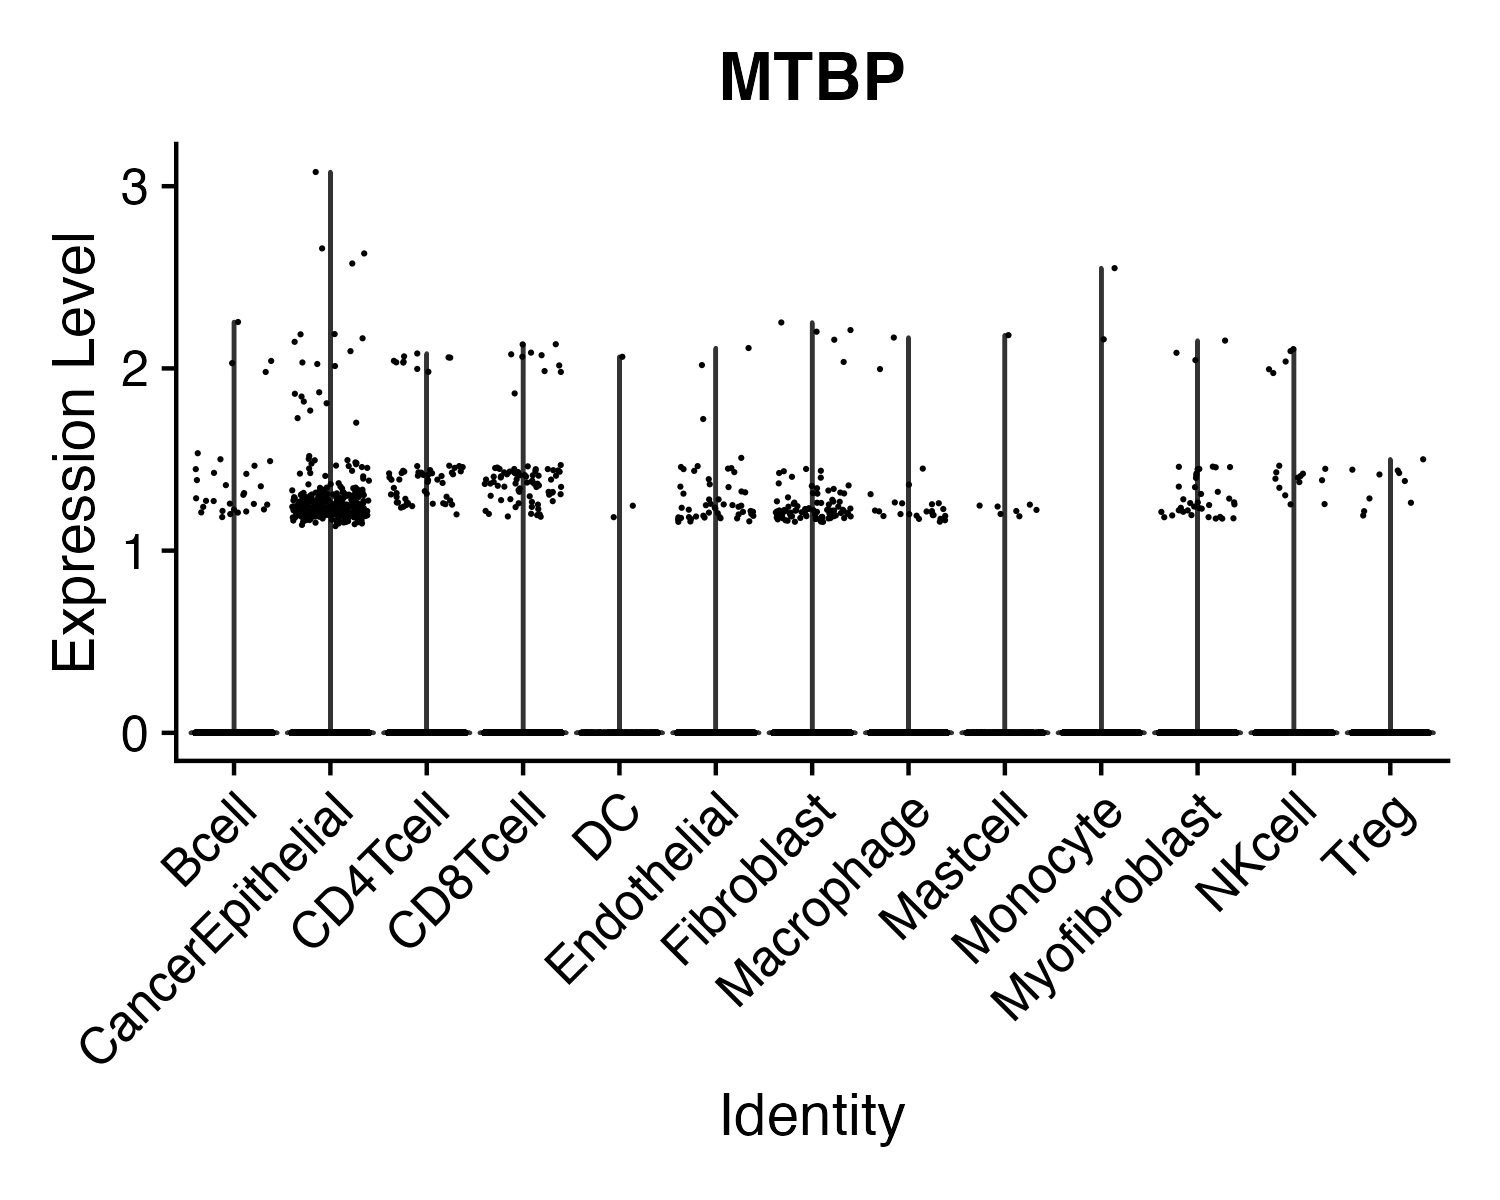 MTBP
Expression Level
3
2
1
0
Bcell
CancerEpithelial
CD4Tcell
CD8Tcell
DC
Endothelial
Fibroblast
Macrophage
Mastcell
Monocyte
Myofibroblast
NKcell
Treg
Identity